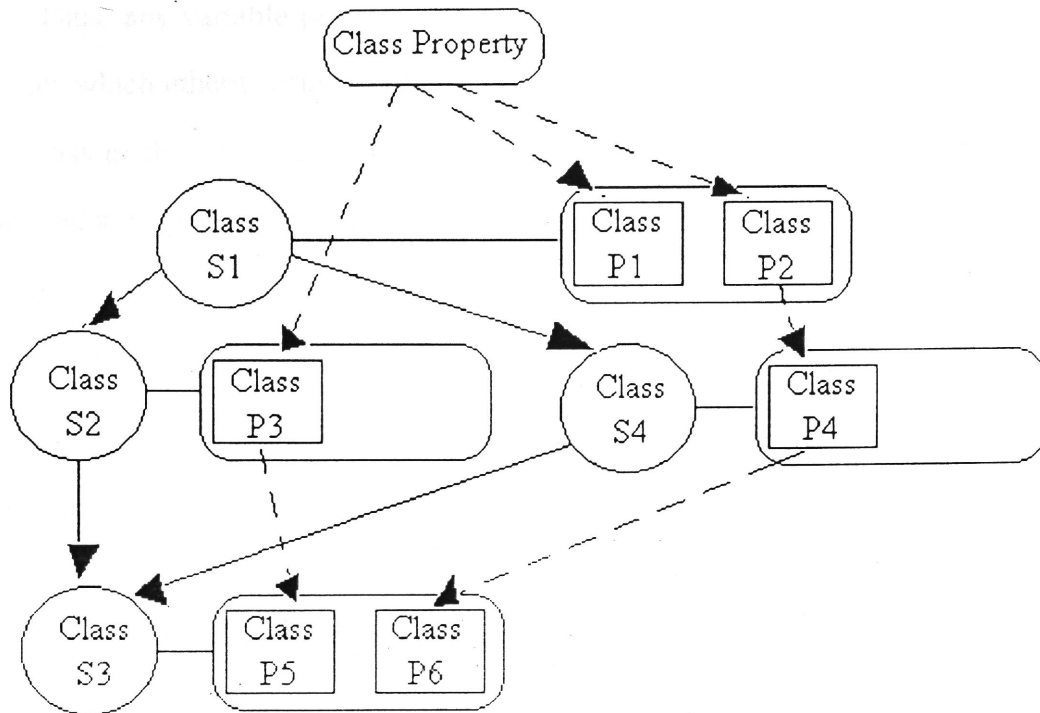 Class Property
Class
S1
Class
P1
Class
P2
Class
S2
Class
P3
Class
S4
Class
P4
Class
S3
Class
P5
Class
P6